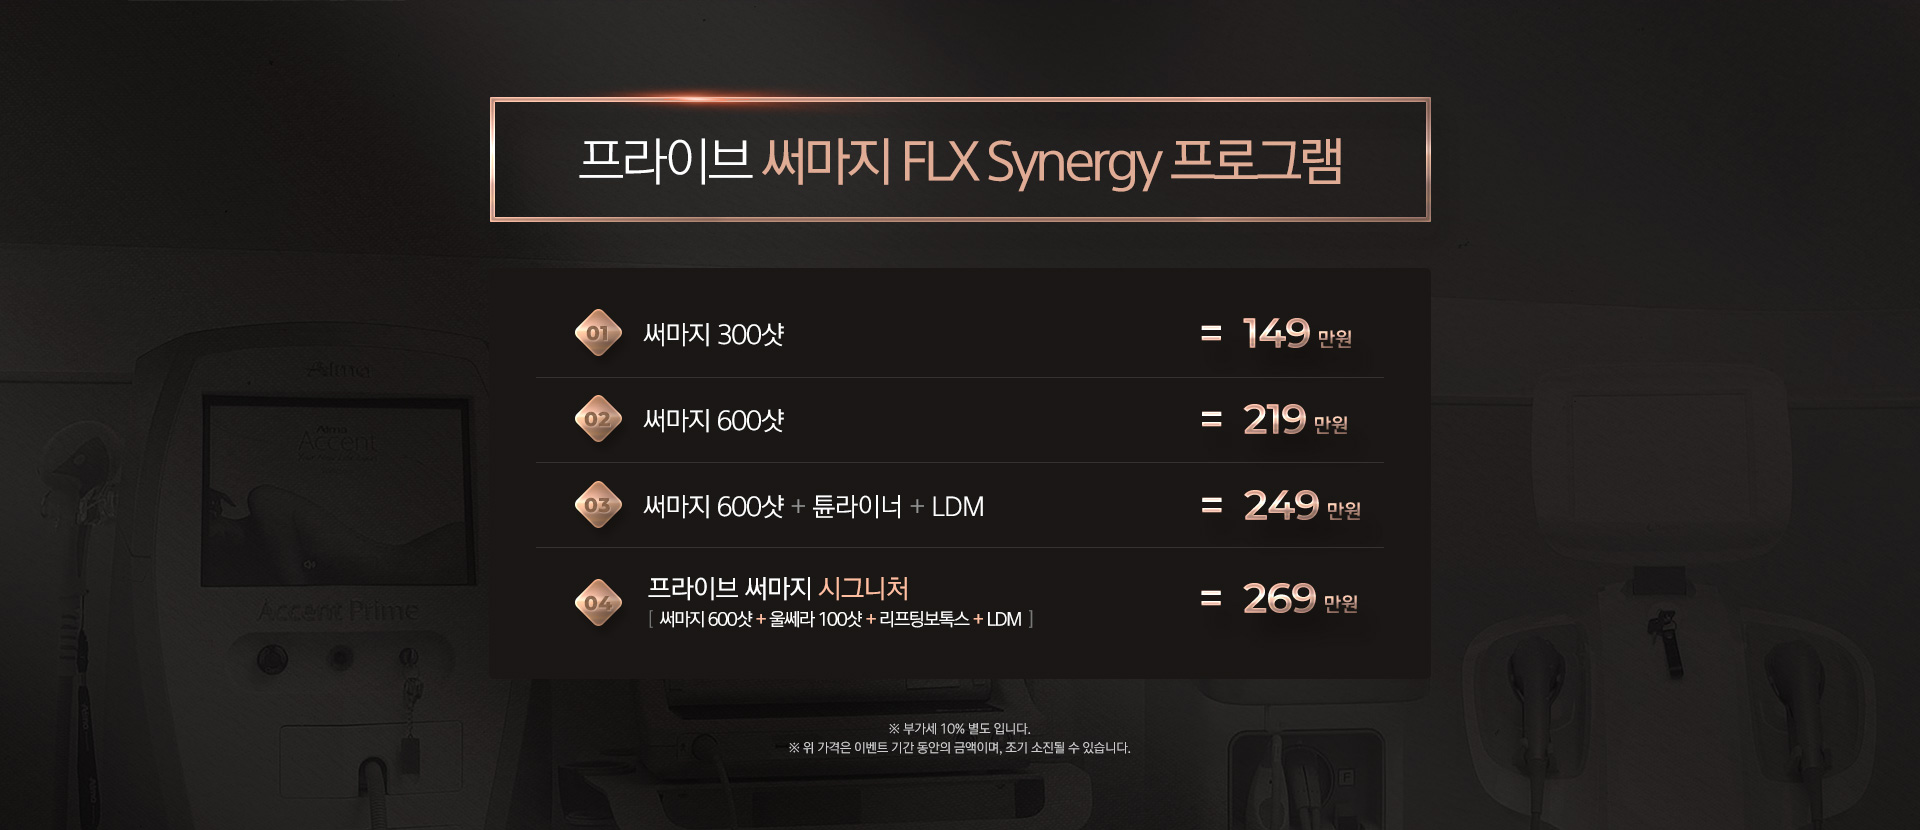 프라이브 써마지 FLX Synergy 프로그램
01 써마지 300샷 = 149 만원
02 써마지 600샷 = 219 만원
03 써마지 600샷 + 튠라이너 + LDM = 249 만원
04 프라이브 써마지 시그니처 = 269 만원
[ 써마지 600샷 + 울쎄라 100샷 + 리프팅보톡스 + LDM ]
Alma
Accent
Accent Prime
※ 부가세 10% 별도 입니다.
※ 위 가격은 이벤트 기간 동안의 금액이며, 조기 소진될 수 있습니다.